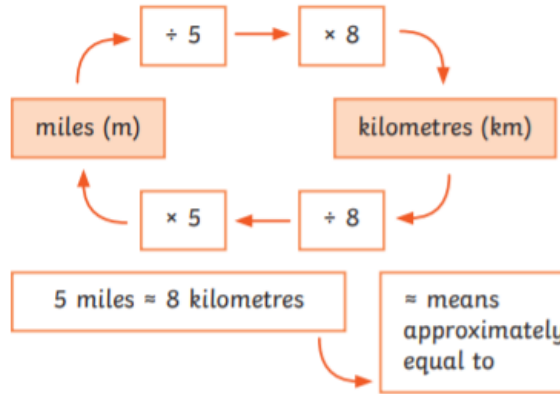 ÷ 5
× 8
miles (m)
kilometres (km)
× 5
÷ 8
5 miles ≈ 8 kilometres
≈ means
approximately
equal to